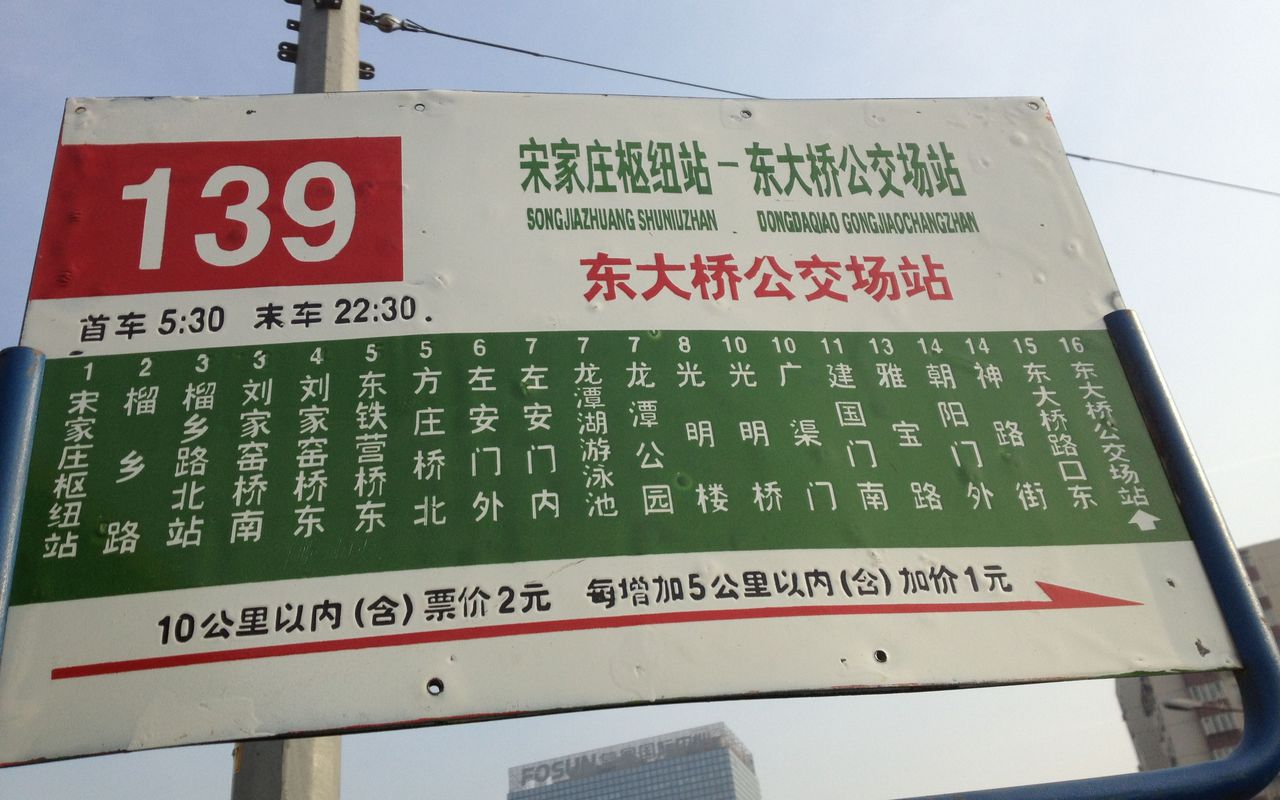 139
宋家庄枢纽站－东大桥公交场站
SONGJIAZHUANG SHUNIUZHAN DONGDAQIAO GONGJIAOCHANGZHAN
东大桥公交场站
首车 5:30 末车 22:30.
1 宋家庄枢纽站
2 榴乡路
3 榴乡路北站
3 刘家窑桥南
4 刘家窑桥东
5 东铁营桥东
5 方庄桥北
6 左安门外
7 左安门内
7 龙潭湖游泳池
7 龙潭公园
8 光明楼
10 光明桥
10 广渠门
11 建国门南
13 雅宝路
14 朝阳门外
14 神路街
15 东大桥路口东
16 东大桥公交场站
10公里以内(含)票价2元 每增加5公里以内(含)加价1元
FOSUN 复星国际中心